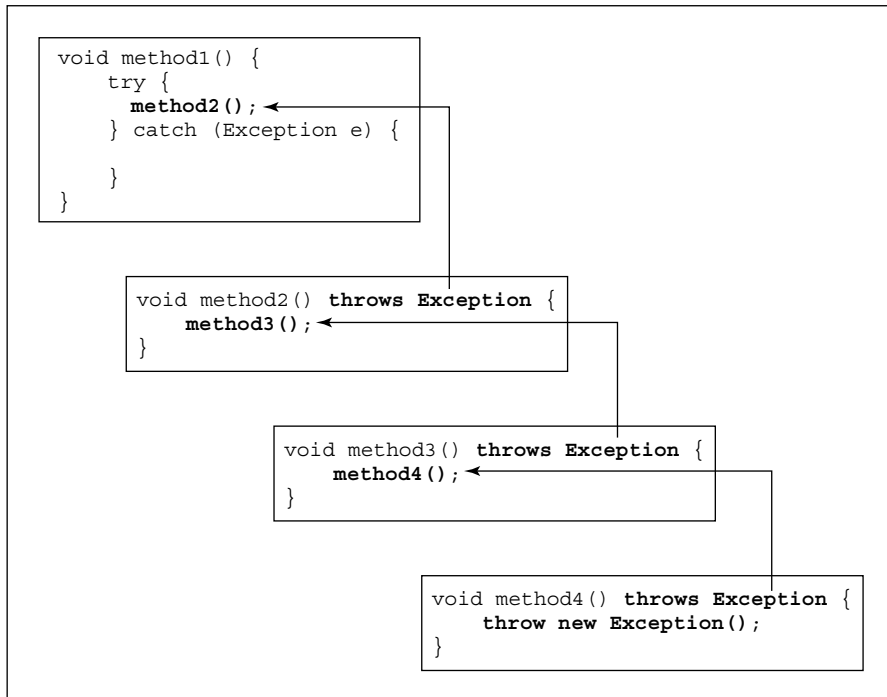 void method1() {
    try {
      method2();
    } catch (Exception e) {
    }
}
void method2() throws Exception {
    method3();
}
void method3() throws Exception {
    method4();
}
void method4() throws Exception {
    throw new Exception();
}